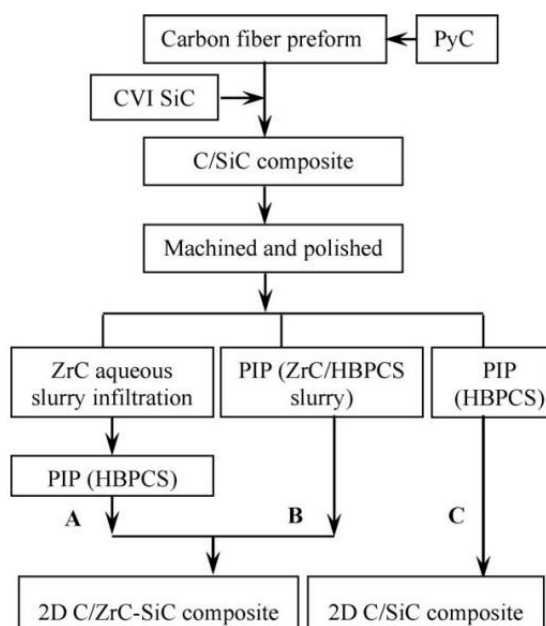 Carbon fiber preform
PyC
CVI SiC
C/SiC composite
Machined and polished
ZrC aqueous
slurry infiltration
PIP (ZrC/HBPCS
slurry)
PIP
(HBPCS)
PIP (HBPCS)
A
B
C
2D C/ZrC-SiC composite
2D C/SiC composite